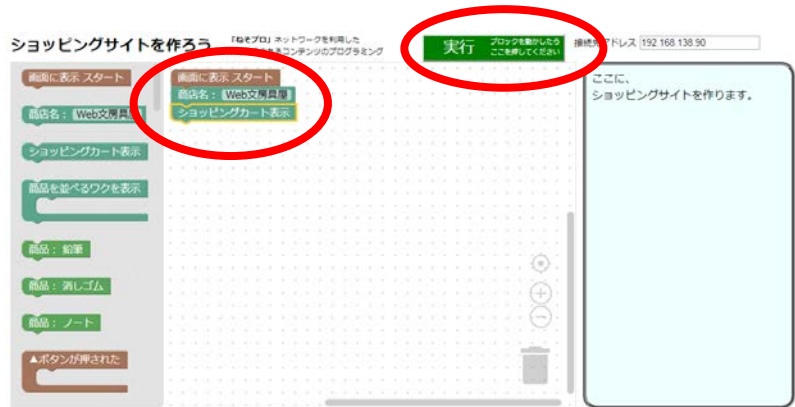 ショッピングサイトを作ろう
「ねそプロ」ネットワークを利用した
あるコンテンツのプログラミング
実行
ブロックを動かしたら
ここを押してください
接続先アドレス 192.168.138.90
画面に表示 スタート
商店名： Web文房具屋
ショッピングカート表示
商品を並べるワクを表示
商品： 鉛筆
商品： 消しゴム
商品： ノート
▲ボタンが押された
画面に表示 スタート
商店名： Web文房具屋
ショッピングカート表示
ここに、
ショッピングサイトを作ります。